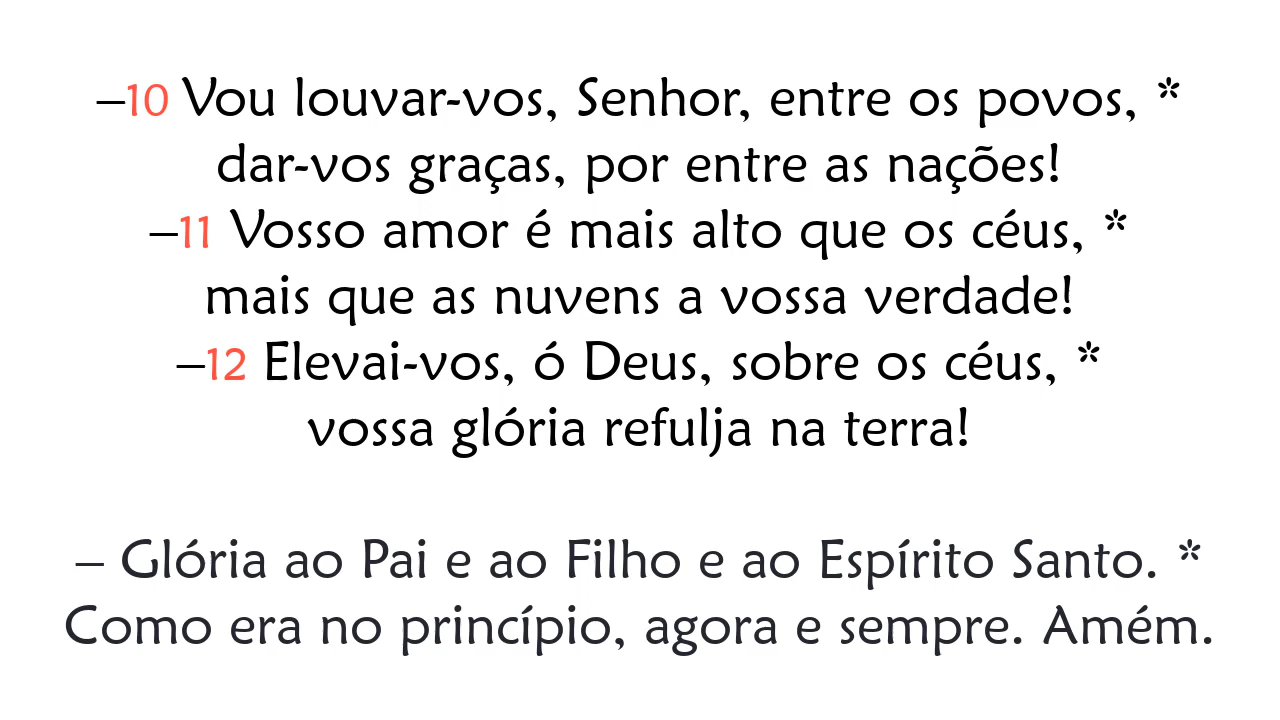 –10 Vou louvar-vos, Senhor, entre os povos, *
dar-vos graças, por entre as nações!
–11 Vosso amor é mais alto que os céus, *
mais que as nuvens a vossa verdade!
–12 Elevai-vos, ó Deus, sobre os céus, *
vossa glória refulja na terra!
– Glória ao Pai e ao Filho e ao Espírito Santo. *
Como era no princípio, agora e sempre. Amém.